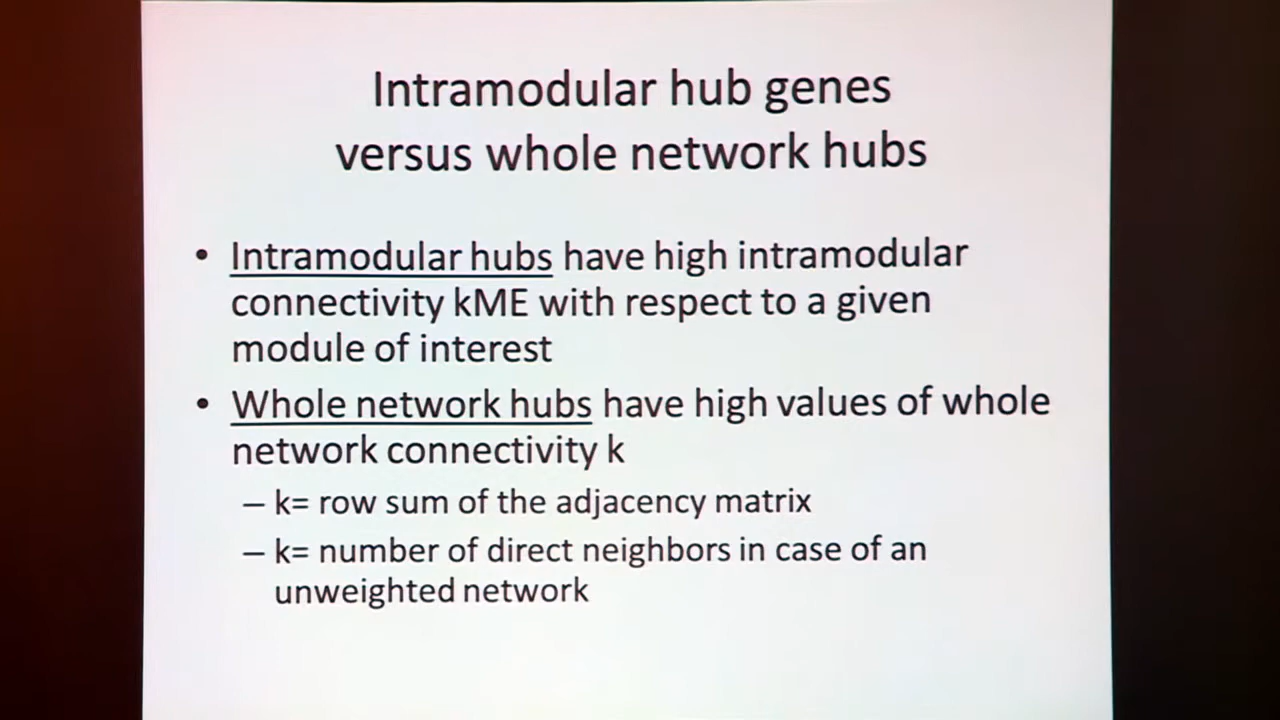 Intramodular hub genes
versus whole network hubs
• Intramodular hubs have high intramodular
connectivity kME with respect to a given
module of interest
• Whole network hubs have high values of whole
network connectivity k
– k= row sum of the adjacency matrix
– k= number of direct neighbors in case of an
unweighted network